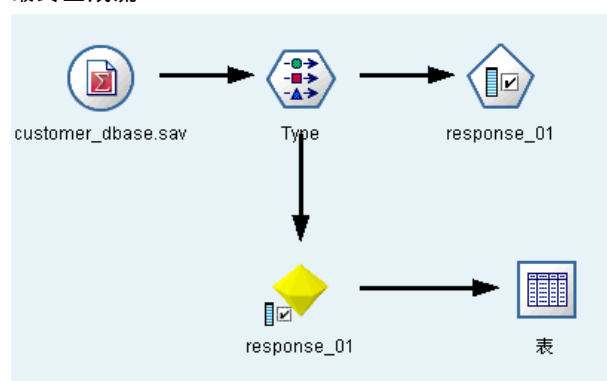 customer_dbase.sav
Type
response_01
response_01
表